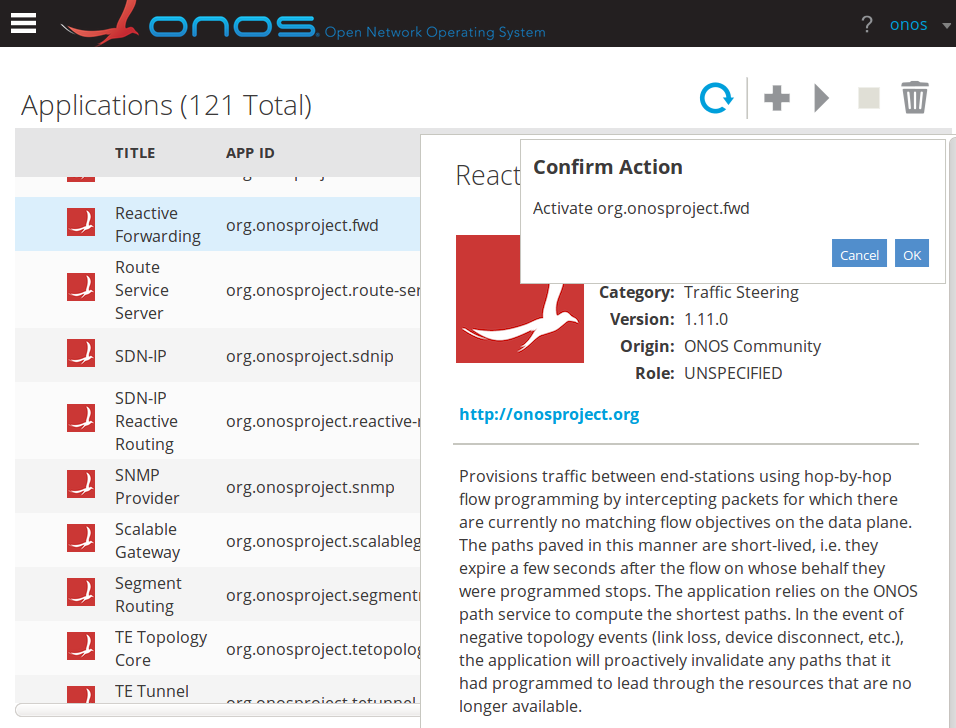 onos Open Network Operating System
? onos
Applications (121 Total)
TITLE APP ID
Reactive
Forwarding
org.onosproject.fwd
Route
Service
Server
org.onosproject.route-ser
SDN-IP
org.onosproject.sdnip
SDN-IP
Reactive
Routing
org.onosproject.reactive-
SNMP
Provider
org.onosproject.snmp
Scalable
Gateway
org.onosproject.scalableg
Segment
Routing
org.onosproject.segment
TE Topology
Core
org.onosproject.tetopolog
TE Tunnel
org.onosproject.tetunnel
React
Confirm Action
Activate org.onosproject.fwd
Cancel OK
Category: Traffic Steering
Version: 1.11.0
Origin: ONOS Community
Role: UNSPECIFIED
http://onosproject.org
Provisions traffic between end-stations using hop-by-hop
flow programming by intercepting packets for which there
are currently no matching flow objectives on the data plane.
The paths paved in this manner are short-lived, i.e. they
expire a few seconds after the flow on whose behalf they
were programmed stops. The application relies on the ONOS
path service to compute the shortest paths. In the event of
negative topology events (link loss, device disconnect, etc.),
the application will proactively invalidate any paths that it
had programmed to lead through the resources that are no
longer available.